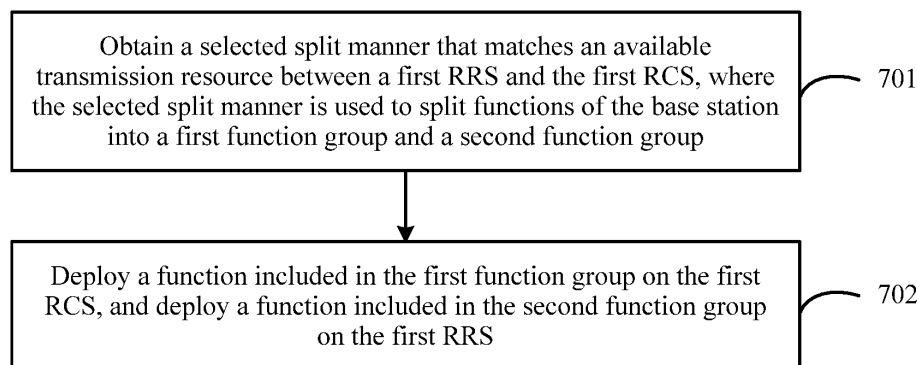 Obtain a selected split manner that matches an available
transmission resource between a first RRS and the first RCS, where
the selected split manner is used to split functions of the base station
into a first function group and a second function group
701
Deploy a function included in the first function group on the first
RCS, and deploy a function included in the second function group
on the first RRS
702